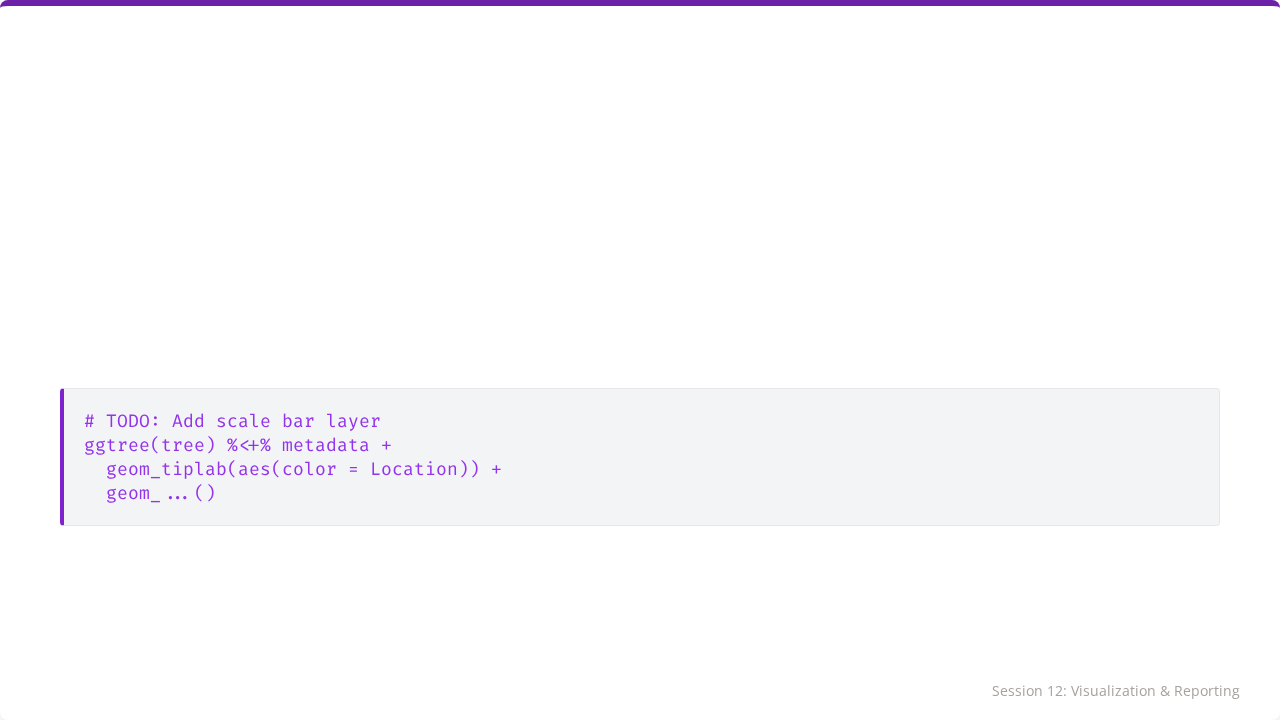 # TODO: Add scale bar layer
ggtree(tree) %<+% metadata +
  geom_tiplab(aes(color = Location)) +
  geom_...()
Session 12: Visualization & Reporting